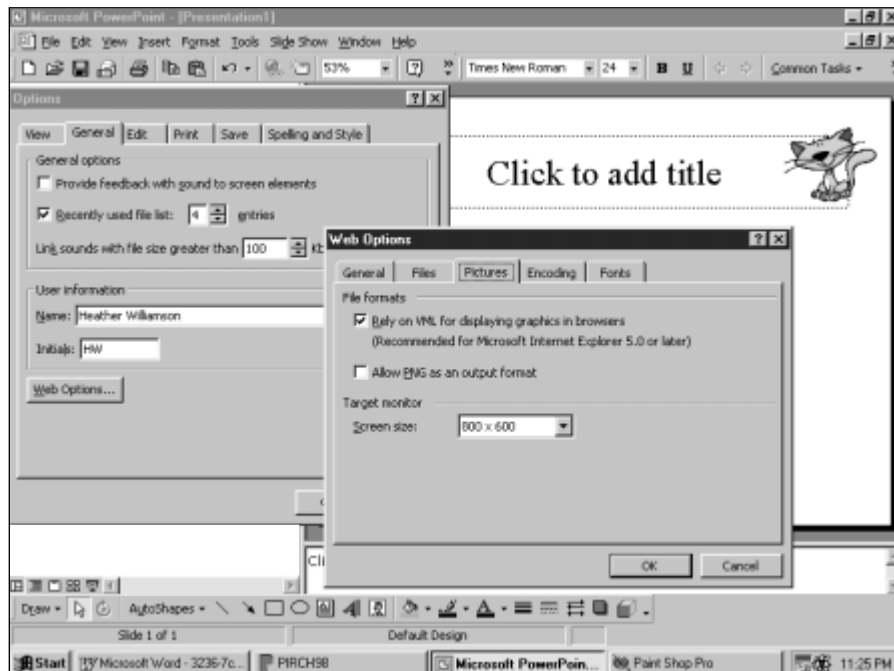 Microsoft PowerPoint - [Presentation1]
File Edit View Insert Format Tools Slide Show Window Help
53% Times New Roman 24 B U Common Tasks
Options
View General Edit Print Save Spelling and Style
General options
Provide feedback with sound to screen elements
Recently used file list: 4 entries
Link sounds with file size greater than 100
User information
Name: Heather Williamson
Initials: HW
Web Options...
Click to add title
Web Options
General Files Pictures Encoding Fonts
File formats
Rely on VML for displaying graphics in browsers
(Recommended for Microsoft Internet Explorer 5.0 or later)
Allow PNG as an output format
Target monitor
Screen size: 800 x 600
OK Cancel
Draw AutoShapes
Slide 1 of 1 Default Design
Start Microsoft Word - 3236-7c... PIRCH98 Microsoft PowerPoin... Paint Shop Pro 11:25 PM